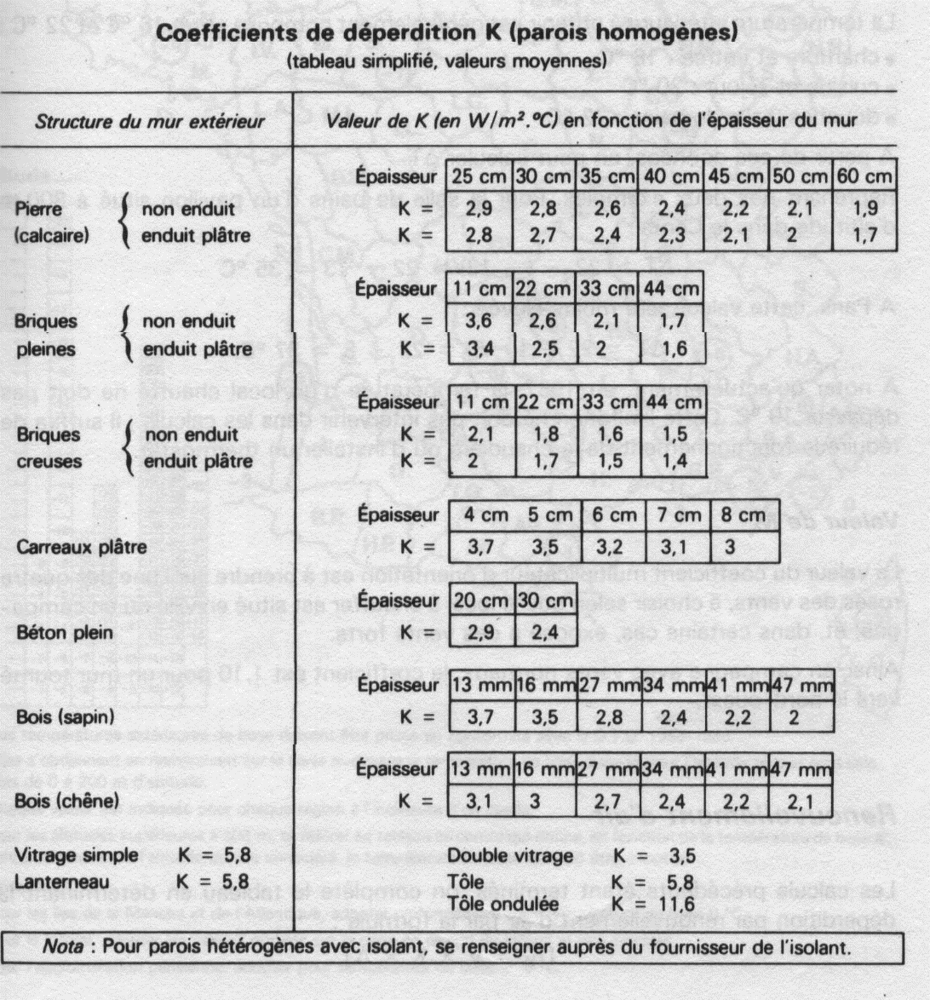 Coefficients de déperdition K (parois homogènes)
(tableau simplifié, valeurs moyennes)
Structure du mur extérieur Valeur de K (en W/m².ºC) en fonction de l'épaisseur du mur
Épaisseur 25 cm 30 cm 35 cm 40 cm 45 cm 50 cm 60 cm
Pierre non enduit K = 2,9 2,8 2,6 2,4 2,2 2,1 1,9
(calcaire) enduit plâtre K = 2,8 2,7 2,4 2,3 2,1 2 1,7
Épaisseur 11 cm 22 cm 33 cm 44 cm
Briques non enduit K = 3,6 2,6 2,1 1,7
pleines enduit plâtre K = 3,4 2,5 2 1,6
Épaisseur 11 cm 22 cm 33 cm 44 cm
Briques non enduit K = 2,1 1,8 1,6 1,5
creuses enduit plâtre K = 2 1,7 1,5 1,4
Épaisseur 4 cm 5 cm 6 cm 7 cm 8 cm
Carreaux plâtre K = 3,7 3,5 3,2 3,1 3
Épaisseur 20 cm 30 cm
Béton plein 2,9 2,4
Épaisseur 13 mm 16 mm 27 mm 34 mm 41 mm 47 mm
Bois (sapin) K = 3,7 3,5 2,8 2,4 2,2 2
Épaisseur 13 mm 16 mm 27 mm 34 mm 41 mm 47 mm
Bois (chêne) K = 3,1 3 2,7 2,4 2,2 2,1
Vitrage simple K = 5,8 Double vitrage K = 3,5
Lanterneau K = 5,8 Tôle K = 5,8
Tôle ondulée K = 11,6
Nota : Pour parois hétérogènes avec isolant, se renseigner auprès du fournisseur de l'isolant.